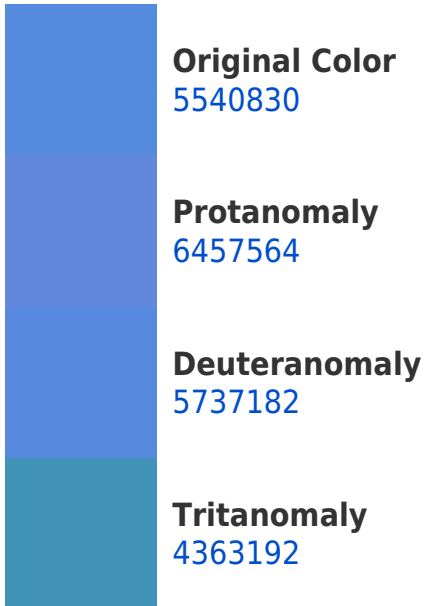 Original Color
5540830
Protanomaly
6457564
Deuteranomaly
5737182
Tritanomaly
4363192